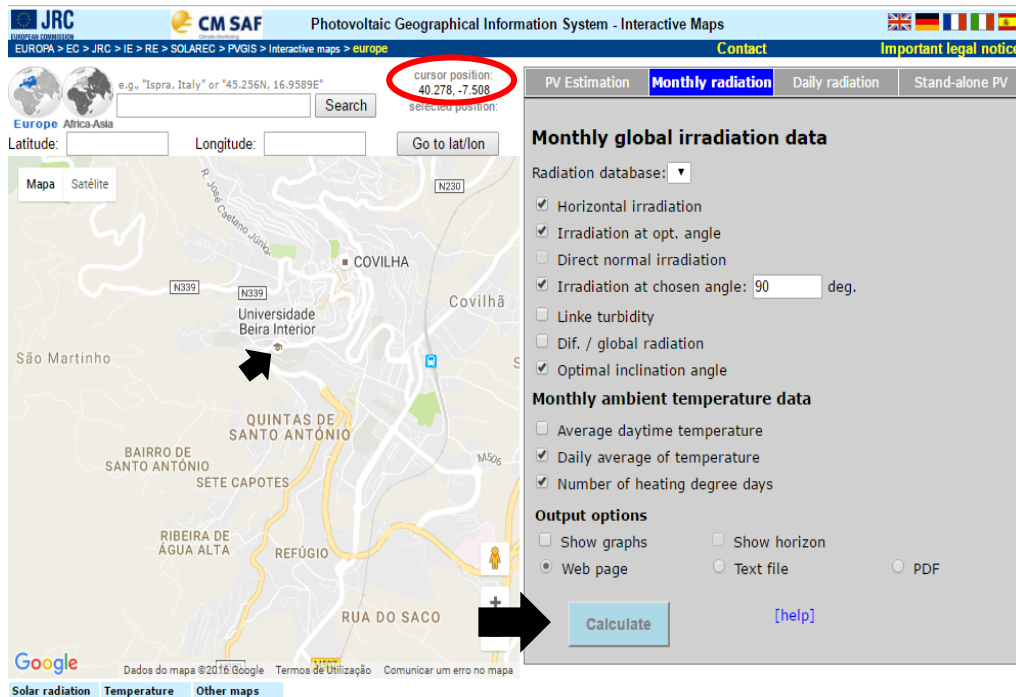 JRC
EUROPEAN COMMISSION
CM SAF
Climate Monitoring
Photovoltaic Geographical Information System - Interactive Maps
EUROPA > EC > JRC > IE > RE > SOLAREC > PVGIS > Interactive maps > europe
Contact
Important legal notice
e.g., "Ispra, Italy" or "45.256N, 16.9589E"
Search
cursor position:
40.278, -7.508
selected position:
Europe Africa-Asia
Latitude:
Longitude:
Go to lat/lon
Mapa
Satélite
R. José Caetano Júnior
N230
COVILHA
N339
N339
Covilhã
Universidade
Beira Interior
São Martinho
QUINTAS DE
SANTO ANTÓNIO
BAIRRO DE
SANTO ANTÓNIO
M506
SETE CAPOTES
RIBEIRA DE
ÁGUA ALTA
REFÚGIO
RUA DO SACO
+
Google
Dados do mapa ©2016 Google
Termos de Utilização
Comunicar um erro no mapa
Solar radiation
Temperature
Other maps
PV Estimation
Monthly radiation
Daily radiation
Stand-alone PV
Monthly global irradiation data
Radiation database:
Horizontal irradiation
Irradiation at opt. angle
Direct normal irradiation
Irradiation at chosen angle: 90 deg.
Linke turbidity
Dif. / global radiation
Optimal inclination angle
Monthly ambient temperature data
Average daytime temperature
Daily average of temperature
Number of heating degree days
Output options
Show graphs
Show horizon
Web page
Text file
PDF
Calculate
[help]